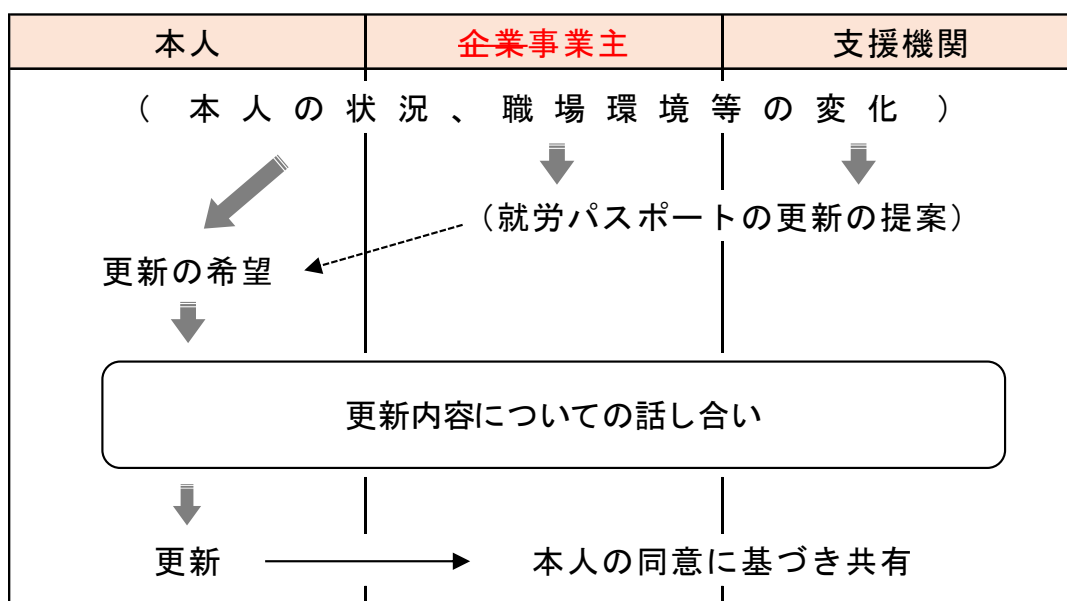 本人
企業事業主
支援機関
(本人の状況、職場環境等の変化)
(就労パスポートの更新の提案)
更新の希望
更新内容についての話し合い
更新
本人の同意に基づき共有